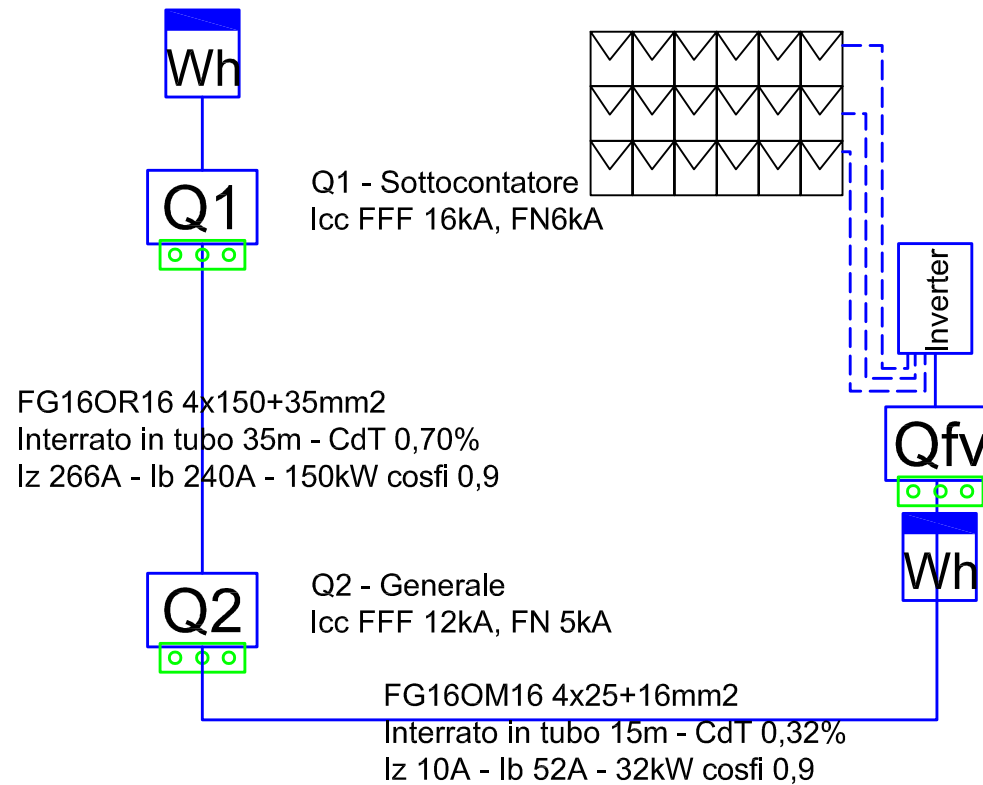 Wh
Q1
Q1 - Sottocontatore
Icc FFF 16kA, FN6kA
Inverter
FG16OR16 4x150+35mm2
Interrato in tubo 35m - CdT 0,70%
Iz 266A - Ib 240A - 150kW cosfi 0,9
Qfv
Wh
Q2
Q2 - Generale
Icc FFF 12kA, FN 5kA
FG16OM16 4x25+16mm2
Interrato in tubo 15m - CdT 0,32%
Iz 10A - Ib 52A - 32kW cosfi 0,9